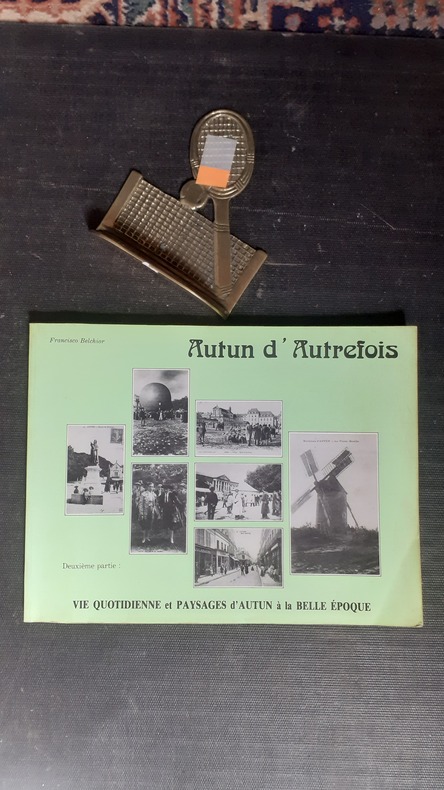 Francisco Belchior
Autun d'Autrefois
Deuxième partie :
VIE QUOTIDIENNE et PAYSAGES d'AUTUN à la BELLE ÉPOQUE